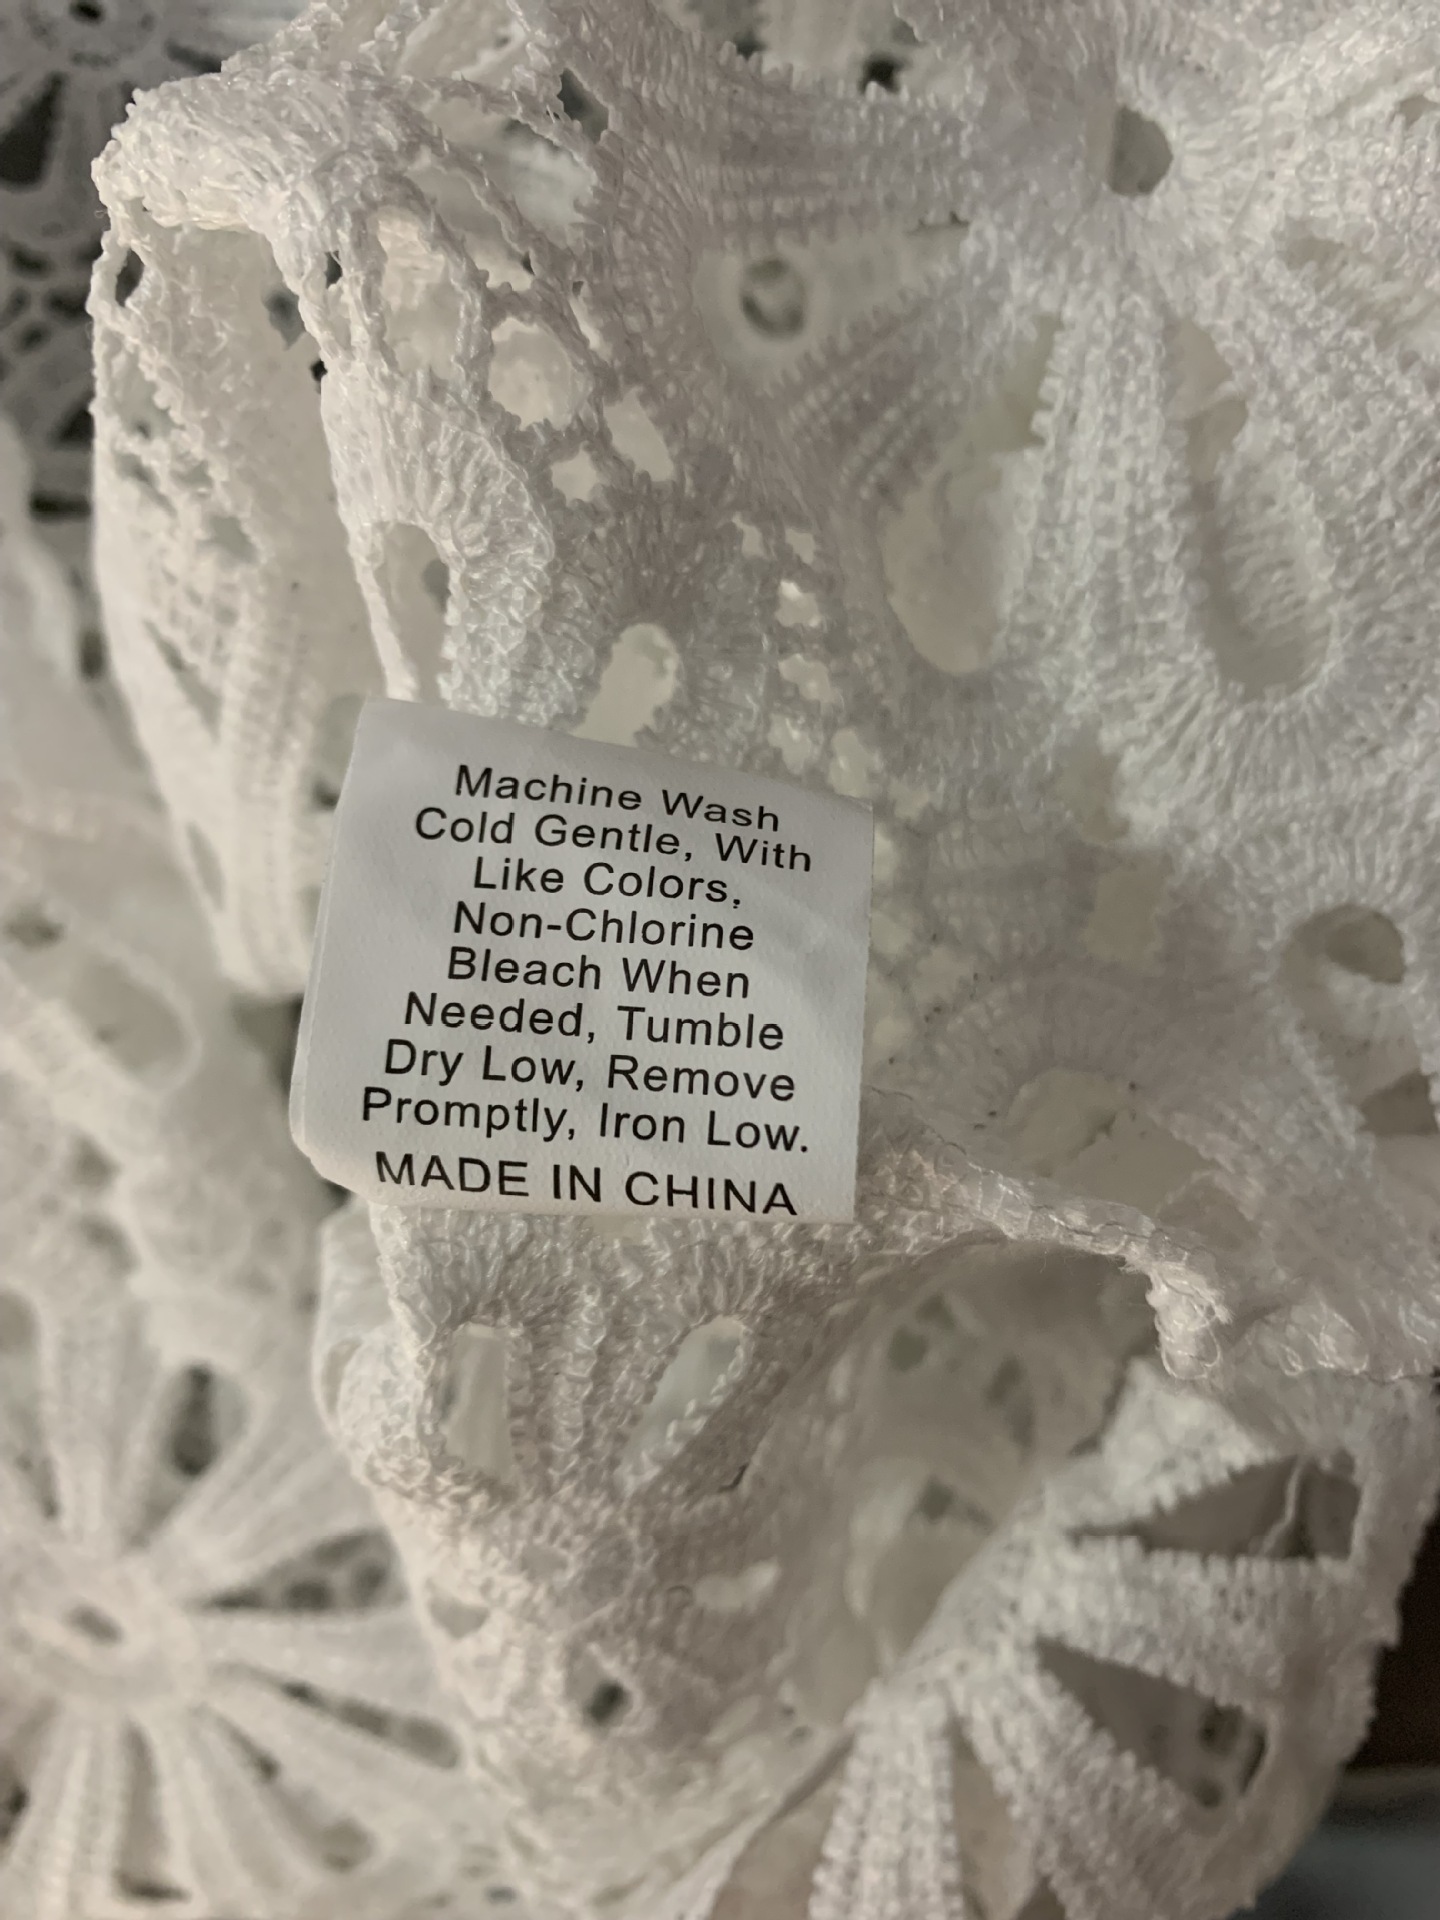 Machine Wash
Cold Gentle, With
Like Colors,
Non-Chlorine
Bleach When
Needed, Tumble
Dry Low, Remove
Promptly, Iron Low.
MADE IN CHINA